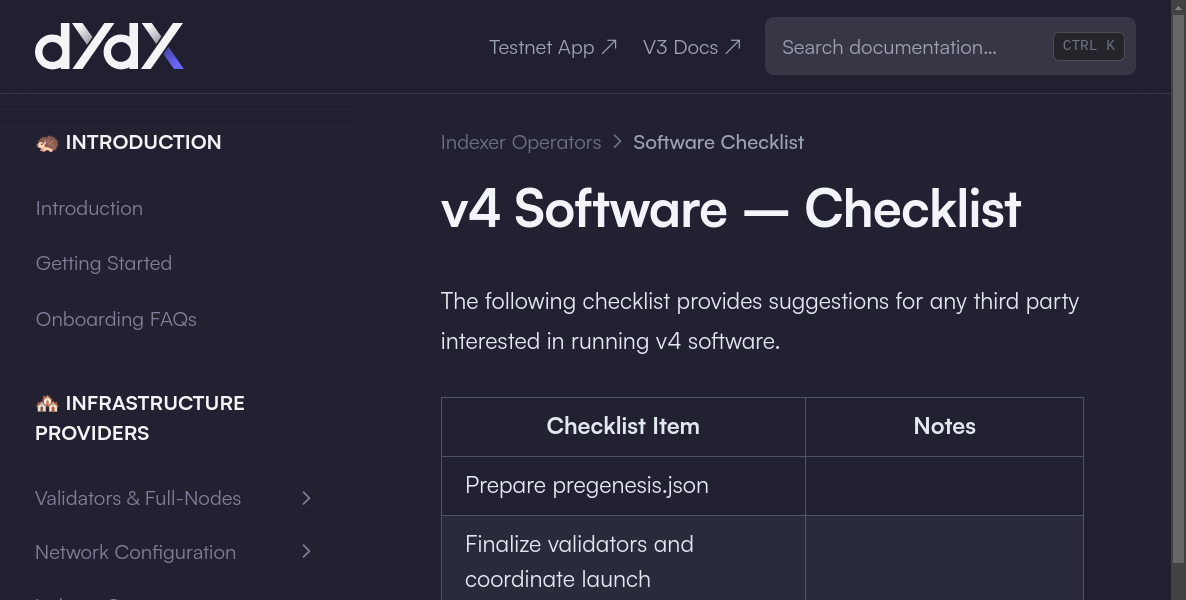 dYdX
Testnet App ↗ V3 Docs ↗ Search documentation... CTRL K
INTRODUCTION
Introduction
Getting Started
Onboarding FAQs
INFRASTRUCTURE
PROVIDERS
Validators & Full-Nodes
Network Configuration
Indexer Operators > Software Checklist
v4 Software — Checklist
The following checklist provides suggestions for any third party
interested in running v4 software.
Checklist Item Notes
Prepare pregenesis.json
Finalize validators and
coordinate launch